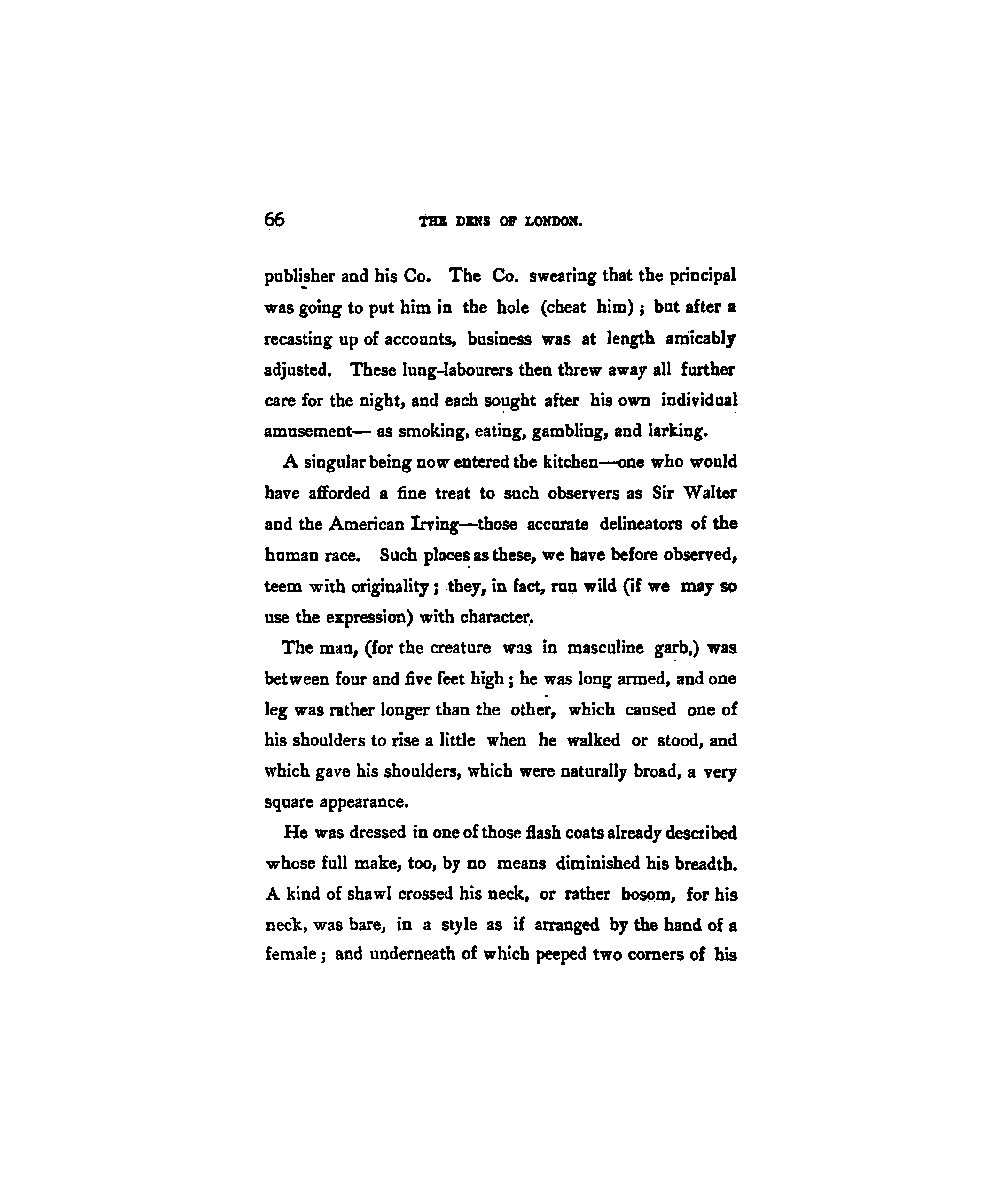 66 THE DENS OF LONDON.
publisher and his Co. The Co. swearing that the principal
was going to put him in the hole (cheat him) ; but after a
recasting up of accounts, business was at length amicably
adjusted. These lung-labourers then threw away all further
care for the night, and each sought after his own individual
amusement— as smoking, eating, gambling, and larking.
A singular being now entered the kitchen—one who would
have afforded a fine treat to such observers as Sir Walter
and the American Irving—those accurate delineators of the
human race. Such places as these, we have before observed,
teem with originality ; they, in fact, run wild (if we may so
use the expression) with character.
The man, (for the creature was in masculine garb,) was
between four and five feet high ; he was long armed, and one
leg was rather longer than the other, which caused one of
his shoulders to rise a little when he walked or stood, and
which gave his shoulders, which were naturally broad, a very
square appearance.
He was dressed in one of those flash coats already described
whose full make, too, by no means diminished his breadth.
A kind of shawl crossed his neck, or rather bosom, for his
neck, was bare, in a style as if arranged by the hand of a
female ; and underneath of which peeped two corners of his